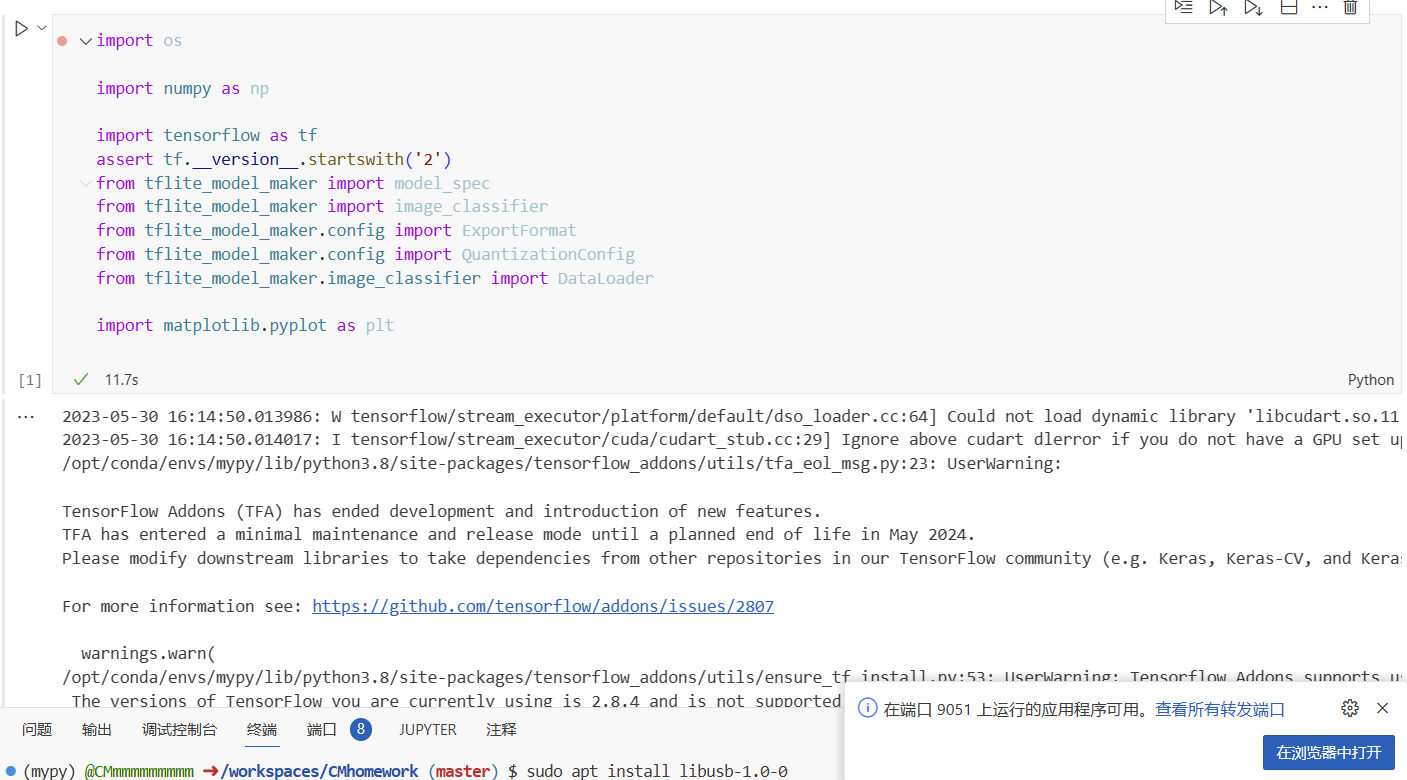 import os
import numpy as np
import tensorflow as tf
assert tf.__version__.startswith('2')
from tflite_model_maker import model_spec
from tflite_model_maker import image_classifier
from tflite_model_maker.config import ExportFormat
from tflite_model_maker.config import QuantizationConfig
from tflite_model_maker.image_classifier import DataLoader
import matplotlib.pyplot as plt
[1] 11.7s Python
... 2023-05-30 16:14:50.013986: W tensorflow/stream_executor/platform/default/dso_loader.cc:64] Could not load dynamic library 'libcudart.so.11
2023-05-30 16:14:50.014017: I tensorflow/stream_executor/cuda/cudart_stub.cc:29] Ignore above cudart dlerror if you do not have a GPU set up
/opt/conda/envs/mypy/lib/python3.8/site-packages/tensorflow_addons/utils/tfa_eol_msg.py:23: UserWarning:
TensorFlow Addons (TFA) has ended development and introduction of new features.
TFA has entered a minimal maintenance and release mode until a planned end of life in May 2024.
Please modify downstream libraries to take dependencies from other repositories in our TensorFlow community (e.g. Keras, Keras-CV, and Keras
For more information see: https://github.com/tensorflow/addons/issues/2807
warnings.warn(
/opt/conda/envs/mypy/lib/python3.8/site-packages/tensorflow_addons/utils/ensure_tf_install.py:53: UserWarning: Tensorflow Addons supports us
The versions of TensorFlow you are currently using is 2.8.4 and is not supported
在端口 9051 上运行的应用程序可用。查看所有转发端口
在浏览器中打开
问题 输出 调试控制台 终端 端口 8 JUPYTER 注释
(mypy) @CMmmmmmmmmm ➜/workspaces/CMhomework (master) $ sudo apt install libusb-1.0-0